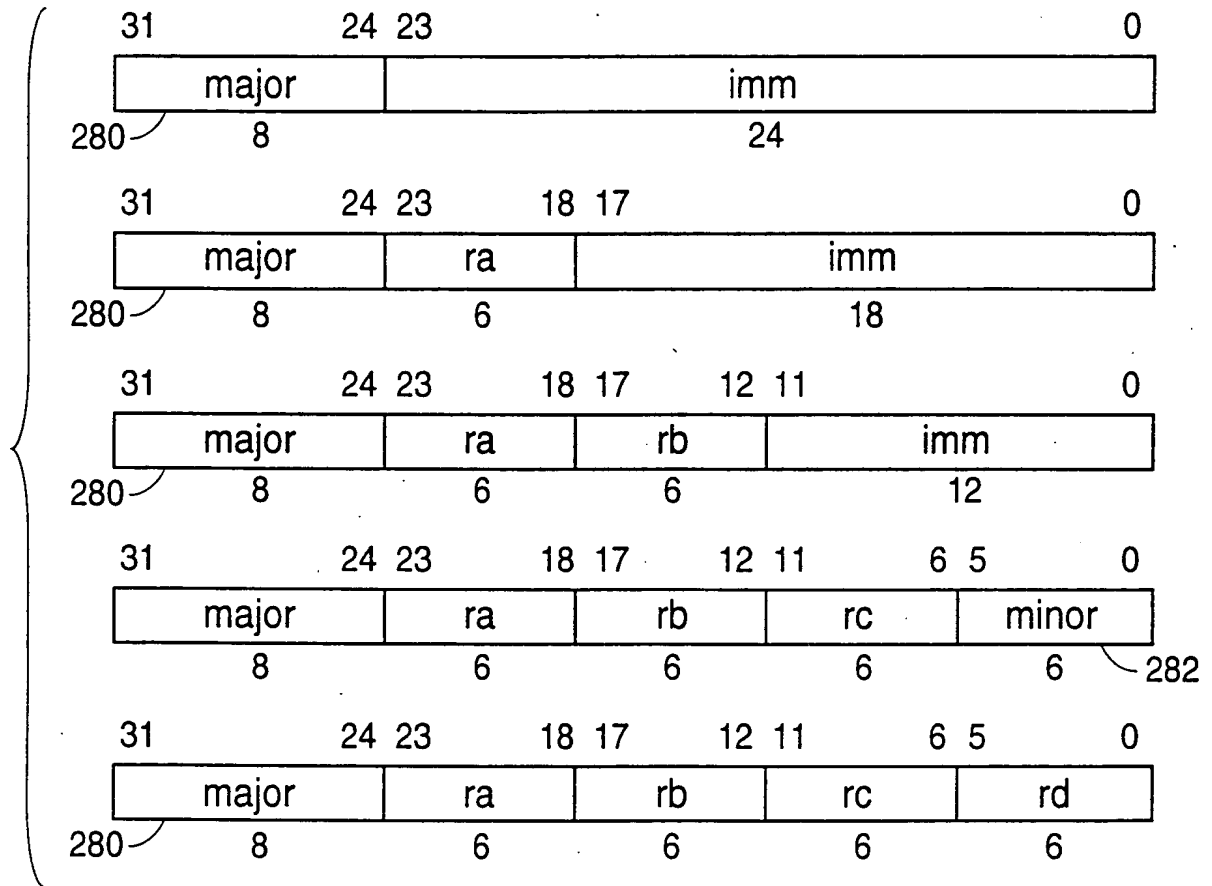 31 24 23 0
major imm
280 8 24
31 24 23 18 17 0
major ra imm
280 8 6 18
31 24 23 18 17 12 11 0
major ra rb imm
280 8 6 6 12
31 24 23 18 17 12 11 6 5 0
major ra rb rc minor
8 6 6 6 6 282
31 24 23 18 17 12 11 6 5 0
major ra rb rc rd
280 8 6 6 6 6